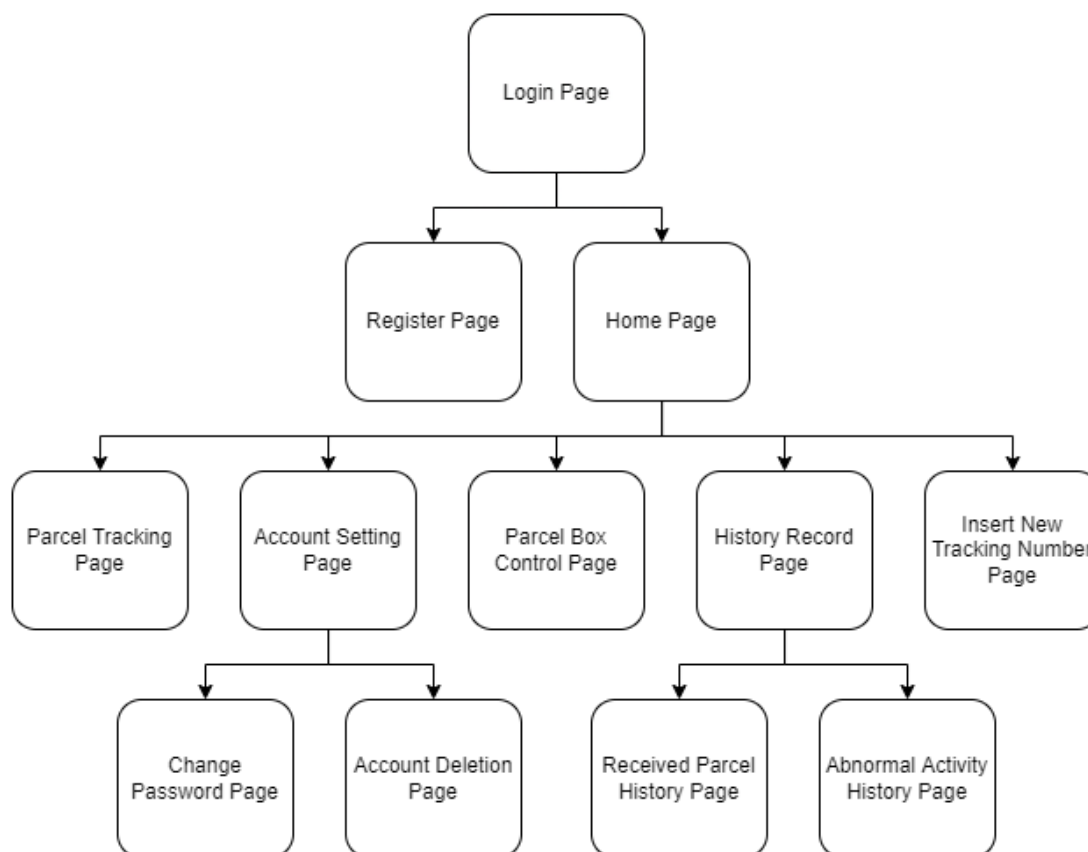 Login Page
Register Page
Home Page
Parcel Tracking
Page
Account Setting
Page
Parcel Box
Control Page
History Record
Page
Insert New
Tracking Number
Page
Change
Password Page
Account Deletion
Page
Received Parcel
History Page
Abnormal Activity
History Page